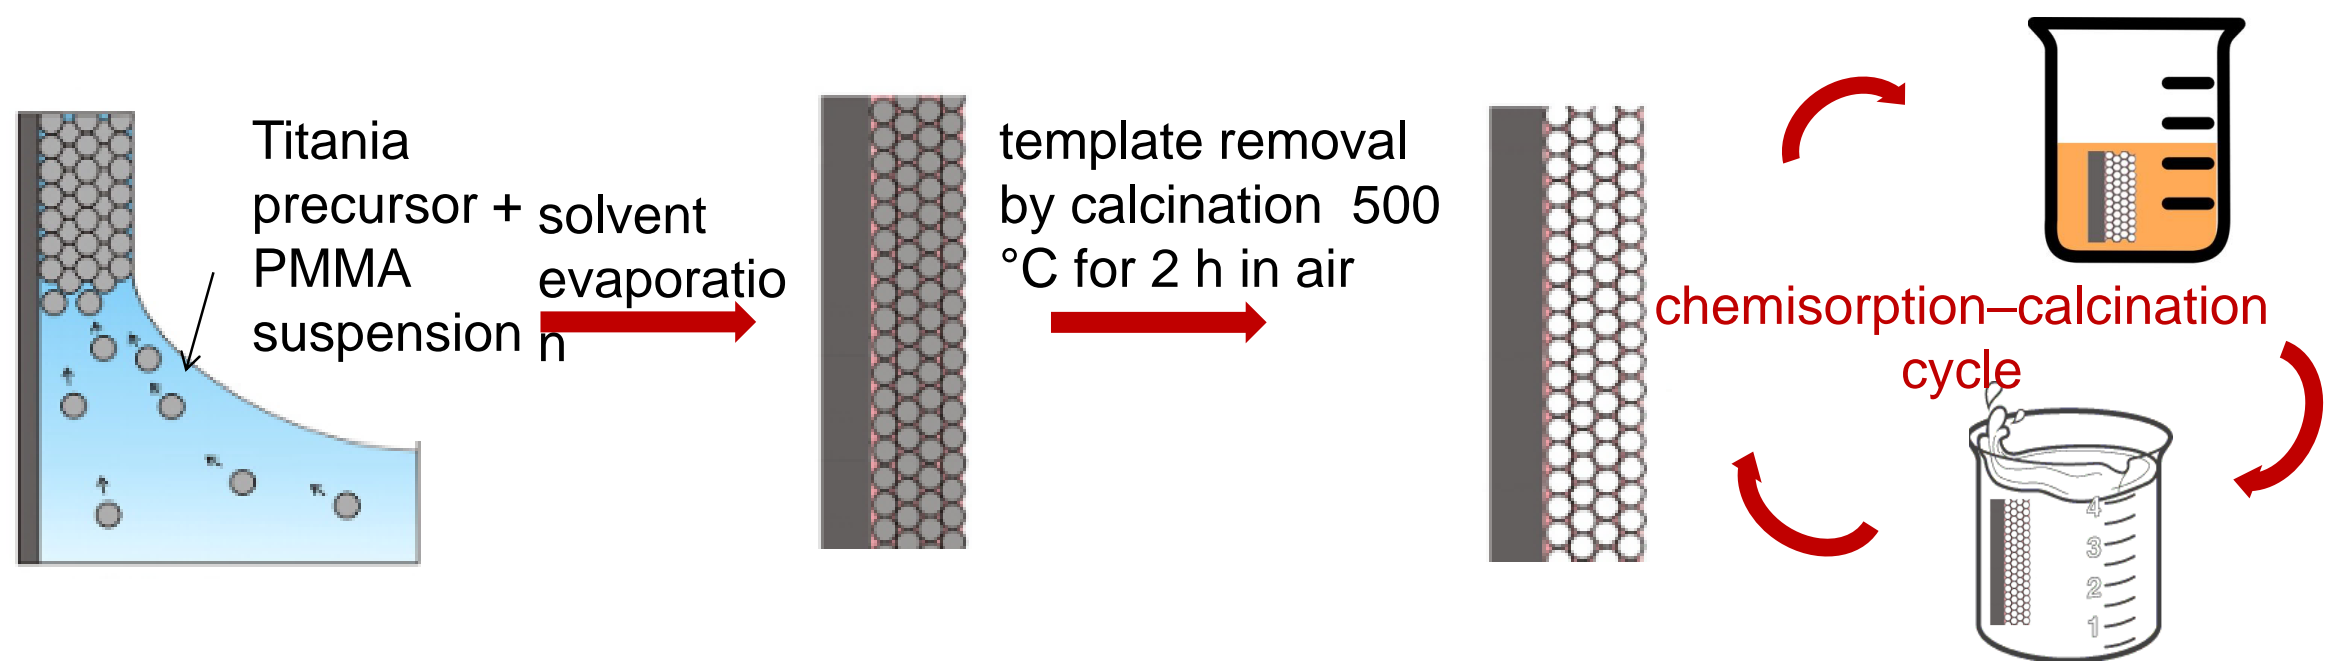 Titania
precursor +
PMMA
suspension
solvent
evaporatio
n
template removal
by calcination  500
°C for 2 h in air
chemisorption–calcination
cycle
4
3
2
1